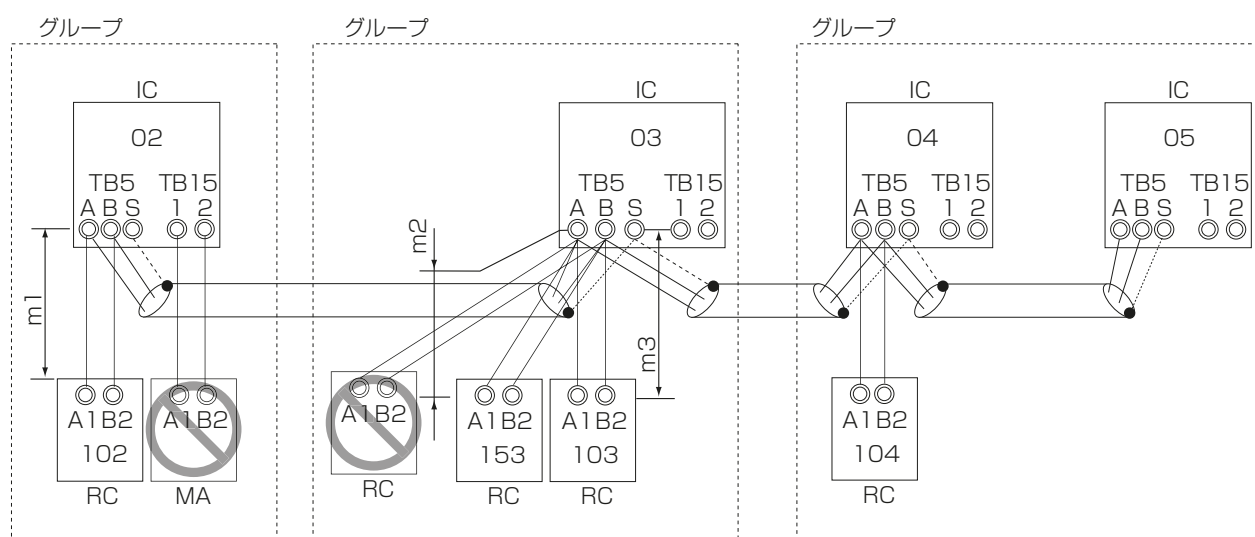 グループ
グループ
グループ
IC
IC
IC
IC
02
03
04
05
TB5 TB15
TB5 TB15
TB5 TB15
TB5 TB15
A B S 1 2
A B S 1 2
A B S 1 2
A B S 1 2
m1
m2
m3
A1B2
102
RC
A1B2
MA
A1B2
RC
A1B2
153
RC
A1B2
103
RC
A1B2
104
RC